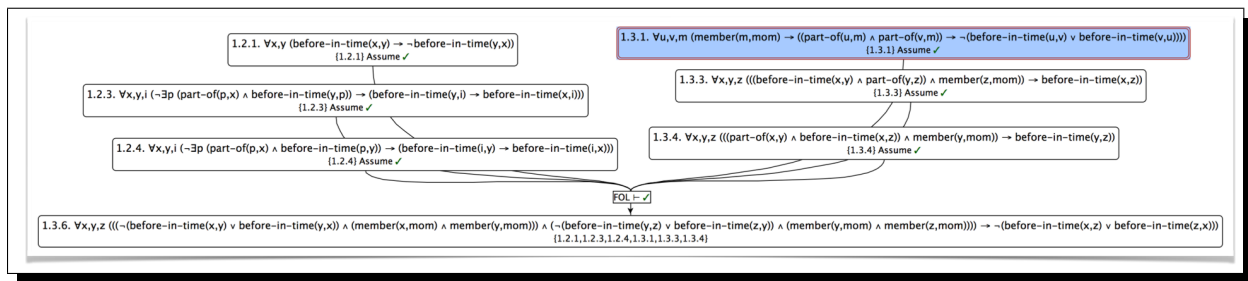 1.2.1. ∀x,y (before-in-time(x,y) → ¬before-in-time(y,x))
{1.2.1} Assume ✓
1.3.1. ∀u,v,m (member(m,mom) → ((part-of(u,m) ∧ part-of(v,m)) → ¬(before-in-time(u,v) ∨ before-in-time(v,u))))
{1.3.1} Assume ✓
1.2.3. ∀x,y,i (¬∃p (part-of(p,x) ∧ before-in-time(y,p)) → (before-in-time(y,i) → before-in-time(x,i)))
{1.2.3} Assume ✓
1.3.3. ∀x,y,z (((before-in-time(x,y) ∧ part-of(y,z)) ∧ member(z,mom)) → before-in-time(x,z))
{1.3.3} Assume ✓
1.2.4. ∀x,y,i (¬∃p (part-of(p,x) ∧ before-in-time(p,y)) → (before-in-time(i,y) → before-in-time(i,x)))
{1.2.4} Assume ✓
1.3.4. ∀x,y,z (((part-of(x,y) ∧ before-in-time(x,z)) ∧ member(y,mom)) → before-in-time(y,z))
{1.3.4} Assume ✓
FOL ⊢ ✓
1.3.6. ∀x,y,z (((¬(before-in-time(x,y) ∨ before-in-time(y,x)) ∧ (member(x,mom) ∧ member(y,mom))) ∧ (¬(before-in-time(y,z) ∨ before-in-time(z,y)) ∧ (member(y,mom) ∧ member(z,mom)))) → ¬(before-in-time(x,z) ∨ before-in-time(z,x)))
{1.2.1,1.2.3,1.2.4,1.3.1,1.3.3,1.3.4}